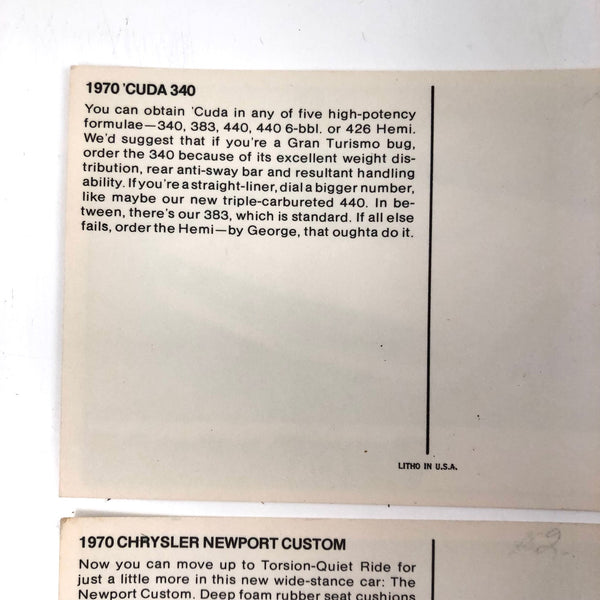 1970 'CUDA 340
You can obtain 'Cuda in any of five high-potency
formulae—340, 383, 440, 440 6-bbl. or 426 Hemi.
We'd suggest that if you're a Gran Turismo bug,
order the 340 because of its excellent weight dis-
tribution, rear anti-sway bar and resultant handling
ability. If you're a straight-liner, dial a bigger number,
like maybe our new triple-carbureted 440. In be-
tween, there's our 383, which is standard. If all else
fails, order the Hemi—by George, that oughta do it.
LITHO IN U.S.A.
1970 CHRYSLER NEWPORT CUSTOM
Now you can move up to Torsion-Quiet Ride for
just a little more in this new wide-stance car: The
Newport Custom. Deep foam rubber seat cushions